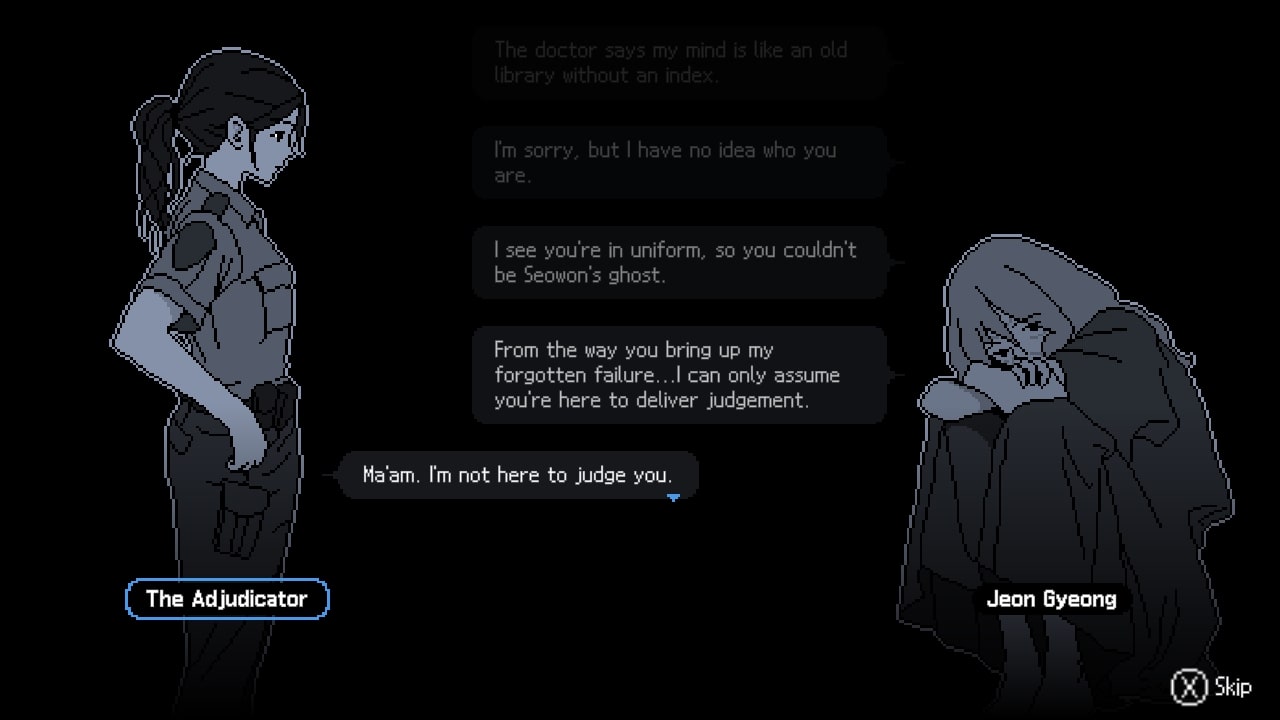 The doctor says my mind is like an old
library without an index.
I'm sorry, but I have no idea who you
are.
I see you're in uniform, so you couldn't
be Seowon's ghost.
From the way you bring up my
forgotten failure...I can only assume
you're here to deliver judgement.
Ma'am. I'm not here to judge you.
The Adjudicator
Jeon Gyeong
X Skip